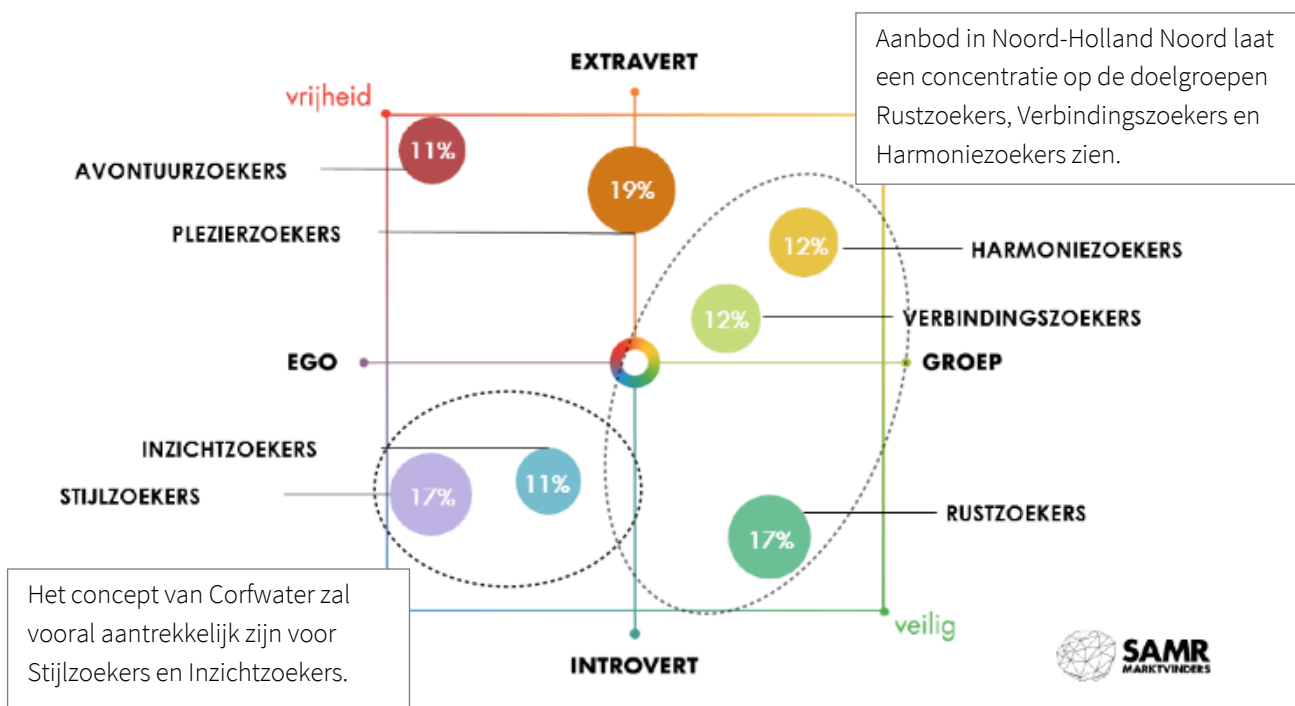 EXTRAVERT
Aanbod in Noord-Holland Noord laat
een concentratie op de doelgroepen
Rustzoekers, Verbindingszoekers en
Harmoniezoekers zien.
vrijheid
11%
AVONTUURZOEKERS
19%
PLEZIERZOEKERS
12%
HARMONIEZOEKERS
12%
VERBINDINGSZOEKERS
EGO
GROEP
INZICHTZOEKERS
11%
STIJLZOEKERS
17%
17%
RUSTZOEKERS
Het concept van Corfwater zal
vooral aantrekkelijk zijn voor
Stijlzoekers en Inzichtzoekers.
veilig
INTROVERT
SAMR
MARKTVINDERS